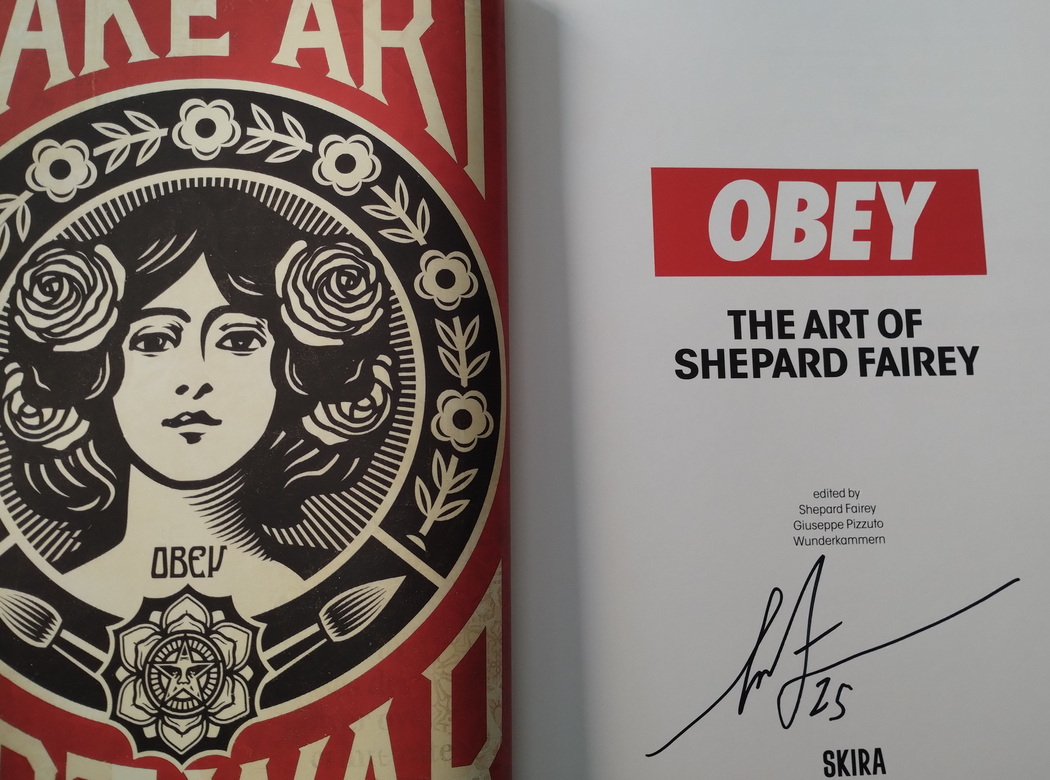 AKE AR
OBEY
OBEY
THE ART OF
SHEPARD FAIREY
edited by
Shepard Fairey
Giuseppe Pizzuto
Wunderkammern
25
SKIRA